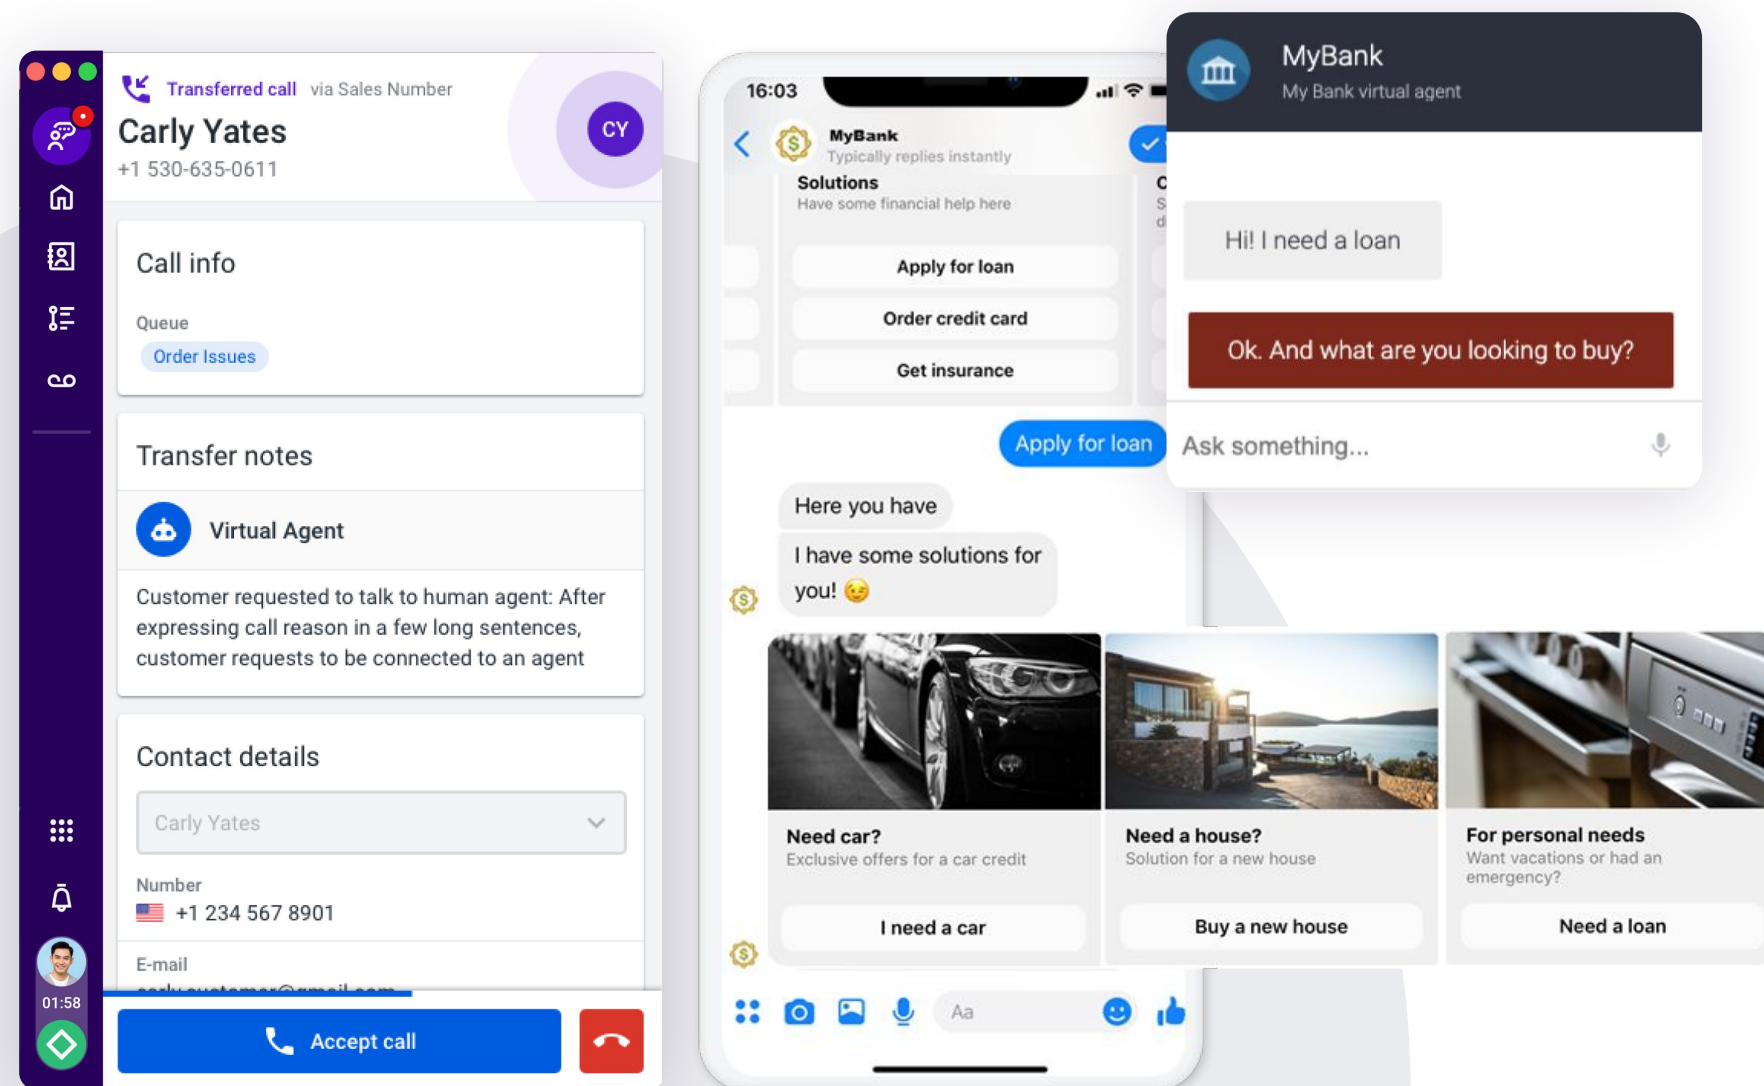 Transferred call via Sales Number
Carly Yates
+1 530-635-0611
CY
Call info
Queue
Order Issues
Transfer notes
Virtual Agent
Customer requested to talk to human agent: After
expressing call reason in a few long sentences,
customer requests to be connected to an agent
Contact details
Carly Yates
Number
+1 234 567 8901
E-mail
carly.customer@gmail.com
01:58
Accept call
16:03
MyBank
Typically replies instantly
Solutions
Have some financial help here
Apply for loan
Order credit card
Get insurance
Apply for loan
Here you have
I have some solutions for
you! 😉
Need car?
Exclusive offers for a car credit
I need a car
Need a house?
Solution for a new house
Buy a new house
For personal needs
Want vacations or had an
emergency?
Need a loan
Aa
MyBank
My Bank virtual agent
Hi! I need a loan
Ok. And what are you looking to buy?
Ask something...